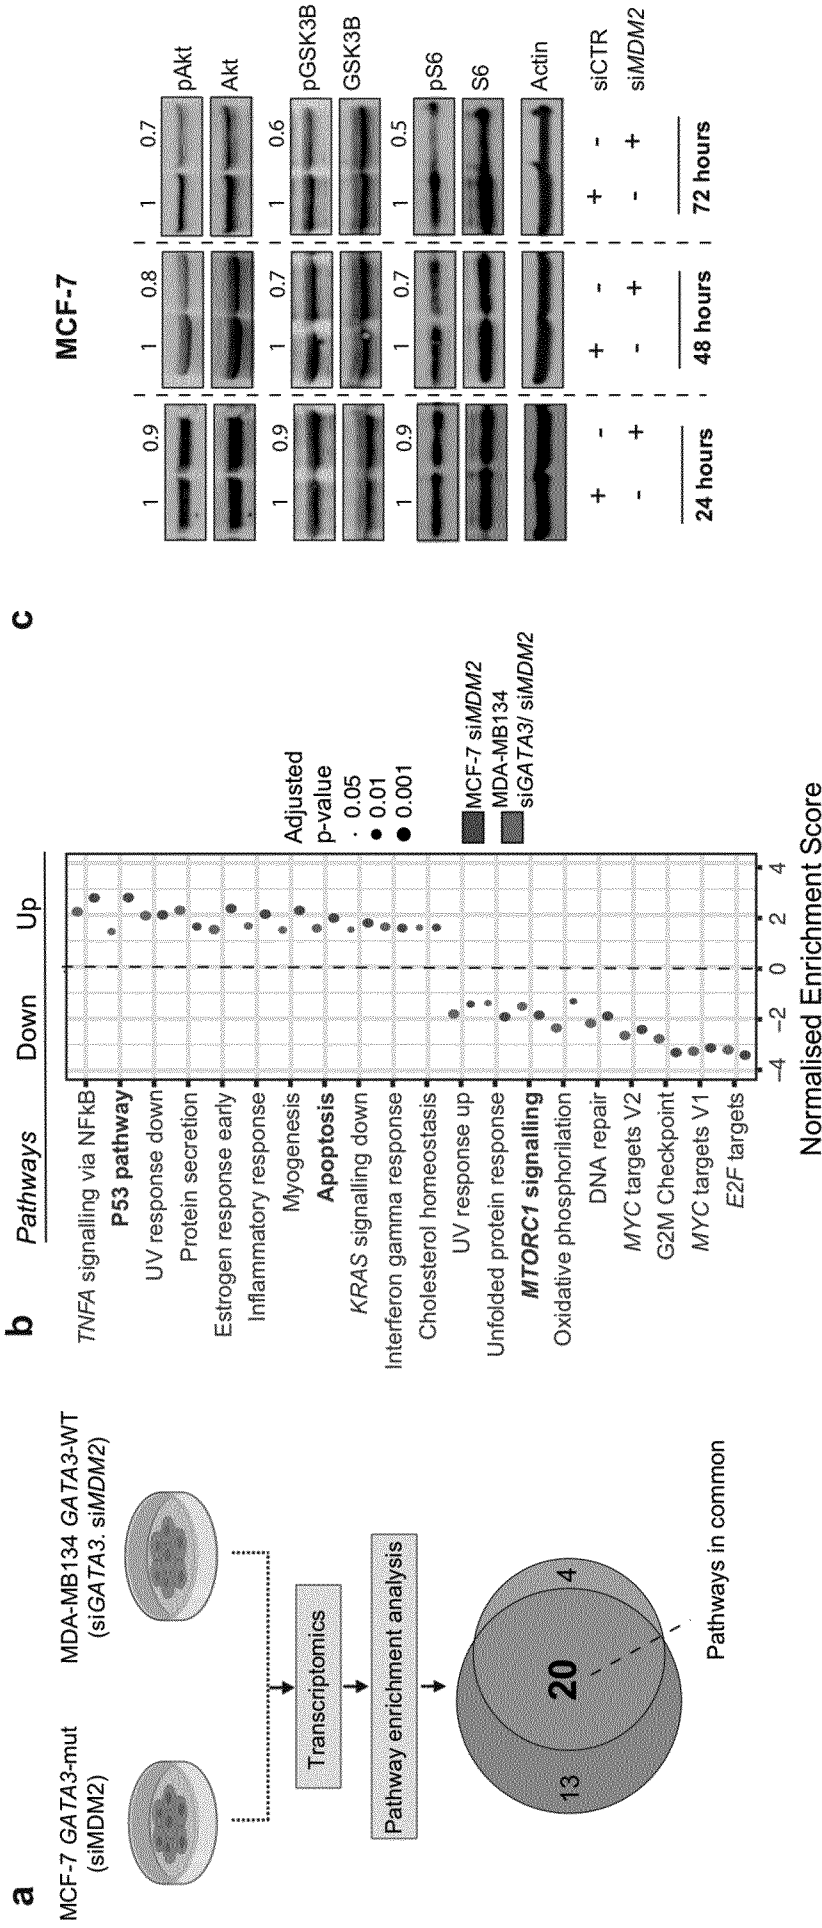 a
MCF-7 GATA3-mut
(siMDM2)
MDA-MB134 GATA3-WT
(siGATA3. siMDM2)
Transcriptomics
Pathway enrichment analysis
13
20
4
Pathways in common
b
Pathways
Down
Up
TNFA signalling via NFkB
P53 pathway
UV response down
Protein secretion
Estrogen response early
Inflammatory response
Myogenesis
Apoptosis
KRAS signalling down
Interferon gamma response
Cholesterol homeostasis
UV response up
Unfolded protein response
MTORC1 signalling
Oxidative phosphorilation
DNA repair
MYC targets V2
G2M Checkpoint
MYC targets V1
E2F targets
−4 −2 0 2 4
Normalised Enrichment Score
Adjusted
p-value
0.05
0.01
0.001
MCF-7 siMDM2
MDA-MB134
siGATA3/ siMDM2
c
MCF-7
1 0.9 1 0.8 1 0.7
pAkt
Akt
1 0.9 1 0.7 1 0.6
pGSK3B
GSK3B
1 0.9 1 0.7 1 0.5
pS6
S6
Actin
+ - + - + - siCTR
- + - + - + siMDM2
24 hours 48 hours 72 hours